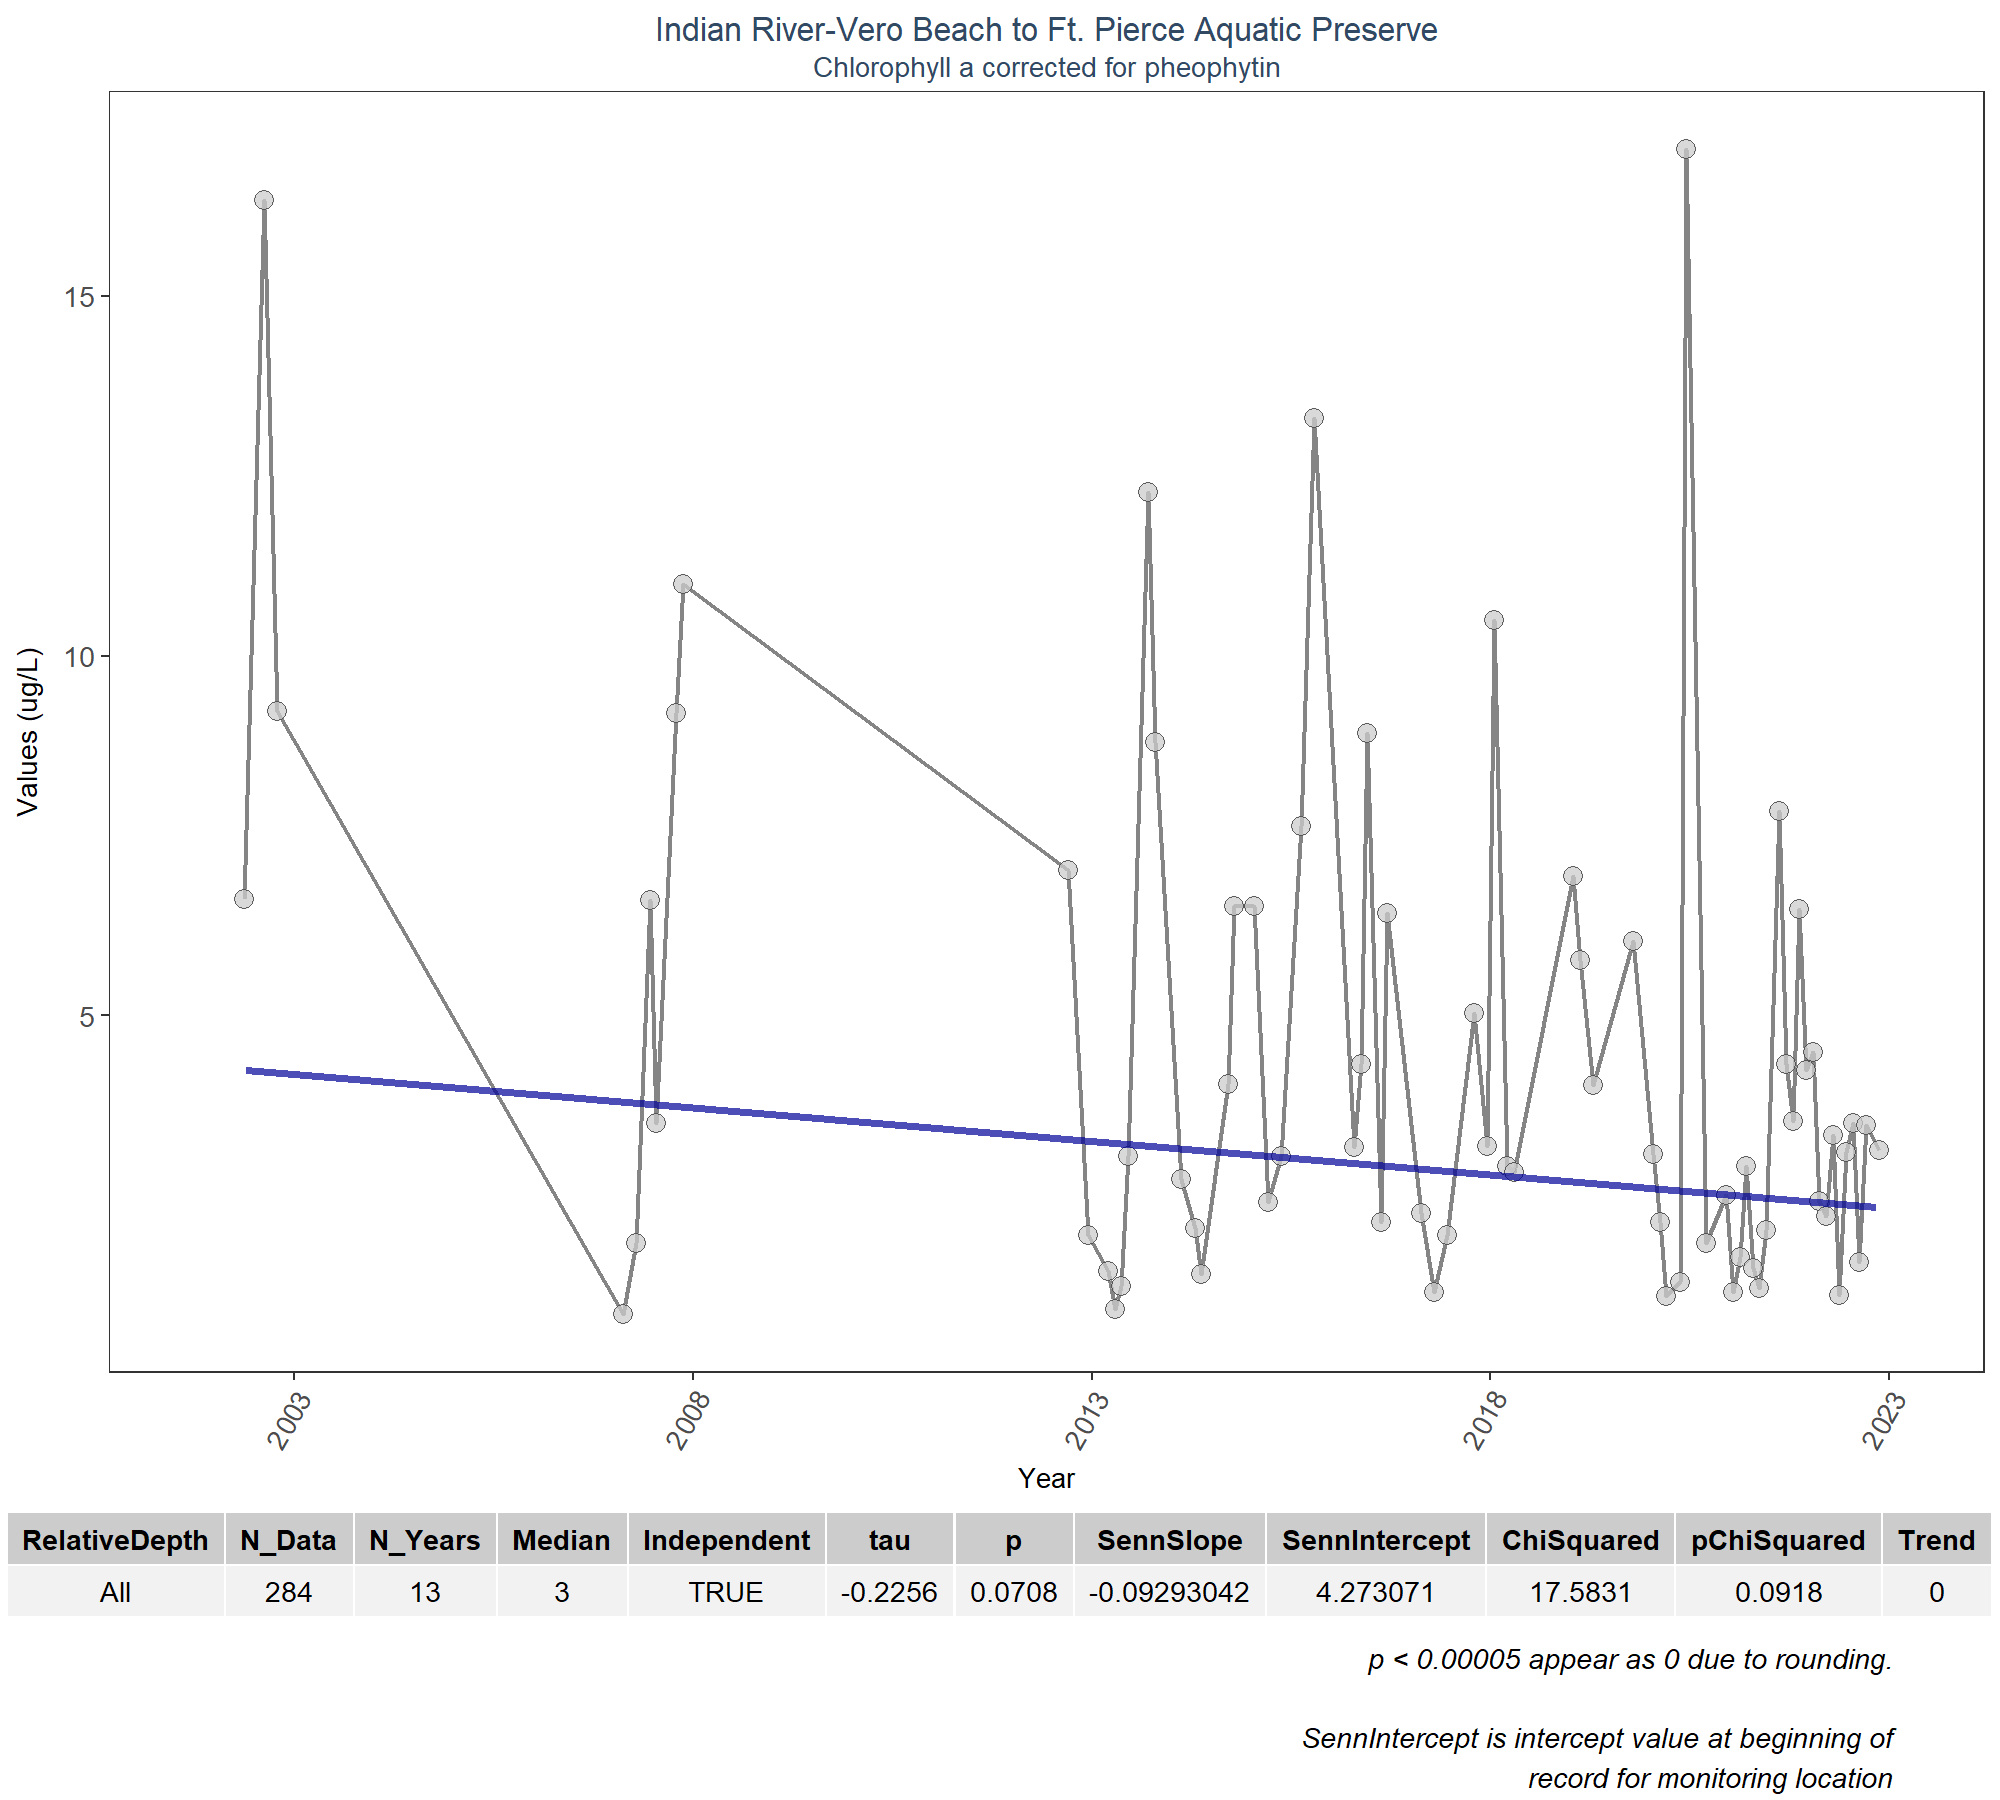 Indian River-Vero Beach to Ft. Pierce Aquatic Preserve
Chlorophyll a corrected for pheophytin
Values (ug/L)
15
10
5
2003 2008 2013 2018 2023
Year
RelativeDepth N_Data N_Years Median Independent tau p SennSlope SennIntercept ChiSquared pChiSquared Trend
All 284 13 3 TRUE -0.2256 0.0708 -0.09293042 4.273071 17.5831 0.0918 0
p < 0.00005 appear as 0 due to rounding.
SennIntercept is intercept value at beginning of
record for monitoring location